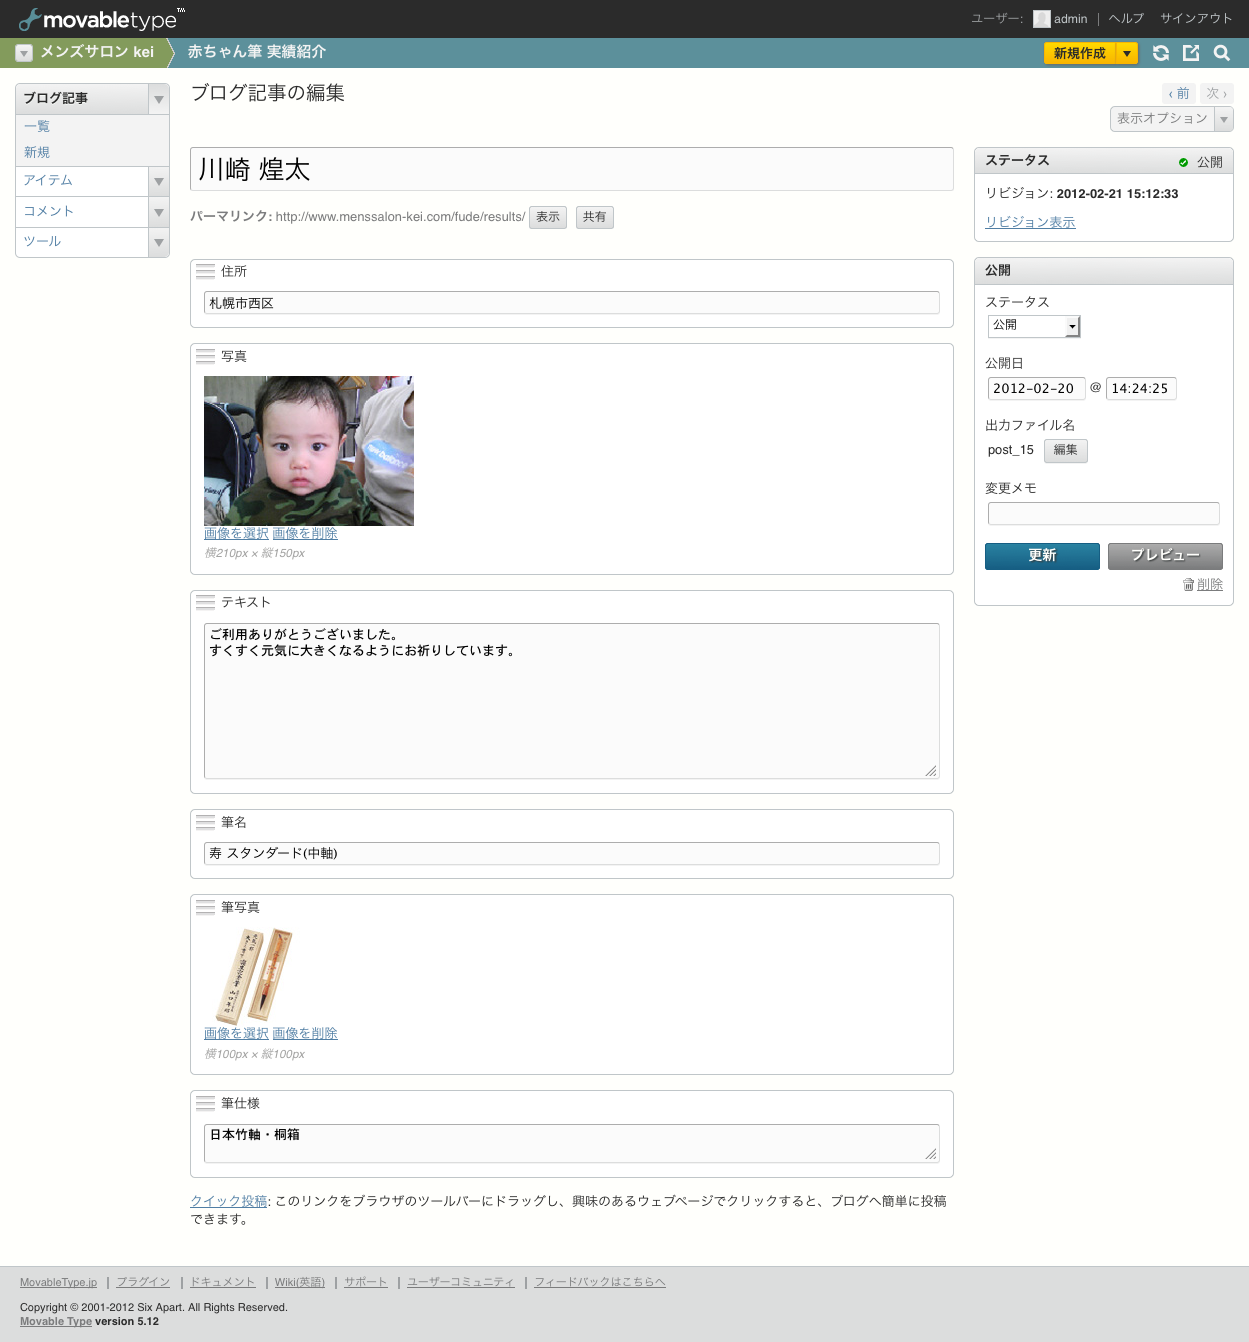 movabletype™
ユーザー: admin | ヘルプ サインアウト
メンズサロン kei 赤ちゃん筆 実績紹介
新規作成
ブログ記事
一覧
新規
アイテム
コメント
ツール
ブログ記事の編集
‹ 前 次 ›
表示オプション
川崎 煌太
パーマリンク: http://www.menssalon-kei.com/fude/results/ 表示 共有
住所
札幌市西区
写真
new balance
画像を選択 画像を削除
横210px × 縦150px
テキスト
ご利用ありがとうございました。
すくすく元気に大きくなるようにお祈りしています。
筆名
寿 スタンダード(中軸)
筆写真
画像を選択 画像を削除
横100px × 縦100px
筆仕様
日本竹軸・桐箱
クイック投稿: このリンクをブラウザのツールバーにドラッグし、興味のあるウェブページでクリックすると、ブログへ簡単に投稿
できます。
ステータス 公開
リビジョン: 2012-02-21 15:12:33
リビジョン表示
公開
ステータス
公開
公開日
2012-02-20 @ 14:24:25
出力ファイル名
post_15 編集
変更メモ
更新 プレビュー
削除
MovableType.jp | プラグイン | ドキュメント | Wiki(英語) | サポート | ユーザーコミュニティ | フィードバックはこちらへ
Copyright © 2001-2012 Six Apart. All Rights Reserved.
Movable Type version 5.12